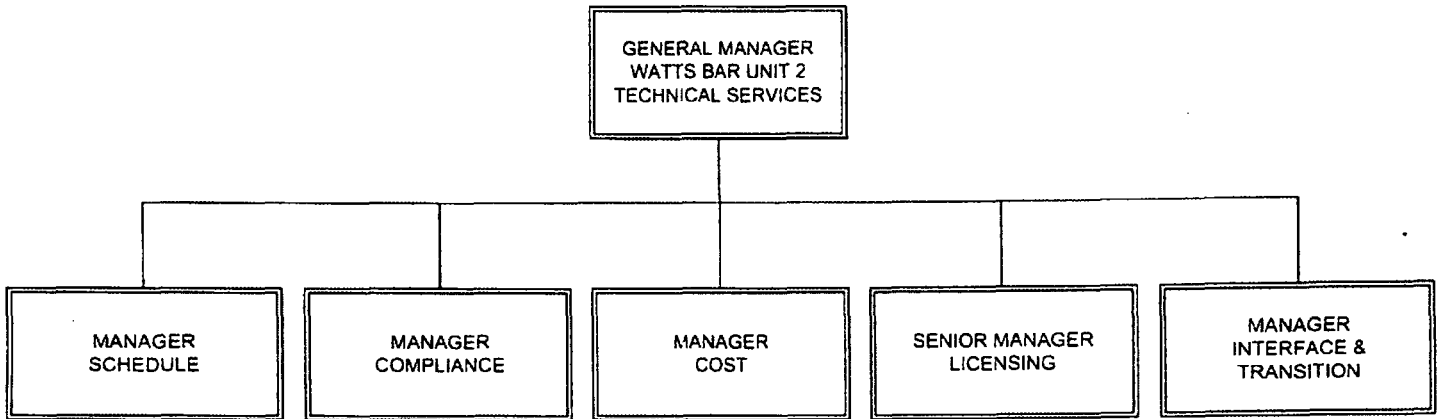 GENERAL MANAGER
WATTS BAR UNIT 2
TECHNICAL SERVICES
MANAGER
SCHEDULE
MANAGER
COMPLIANCE
MANAGER
COST
SENIOR MANAGER
LICENSING
MANAGER
INTERFACE &
TRANSITION